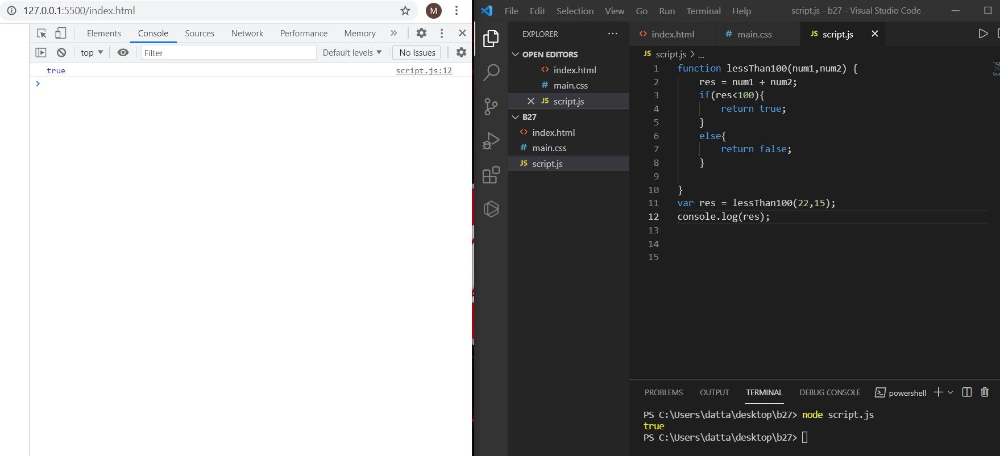 127.0.0.1:5500/index.html
M
Elements Console Sources Network Performance Memory
top Filter Default levels No Issues
true script.js:12
File Edit Selection View Go Run Terminal Help script.js - b27 - Visual Studio Code
EXPLORER
OPEN EDITORS
index.html
# main.css
JS script.js
B27
index.html
# main.css
JS script.js
index.html # main.css JS script.js
JS script.js > ...
1 function lessThan100(num1,num2) {
2 res = num1 + num2;
3 if(res<100){
4 return true;
5 }
6 else{
7 return false;
8 }
9
10 }
11 var res = lessThan100(22,15);
12 console.log(res);
13
14
15
PROBLEMS OUTPUT TERMINAL DEBUG CONSOLE powershell
PS C:\Users\datta\desktop\b27> node script.js
true
PS C:\Users\datta\desktop\b27>